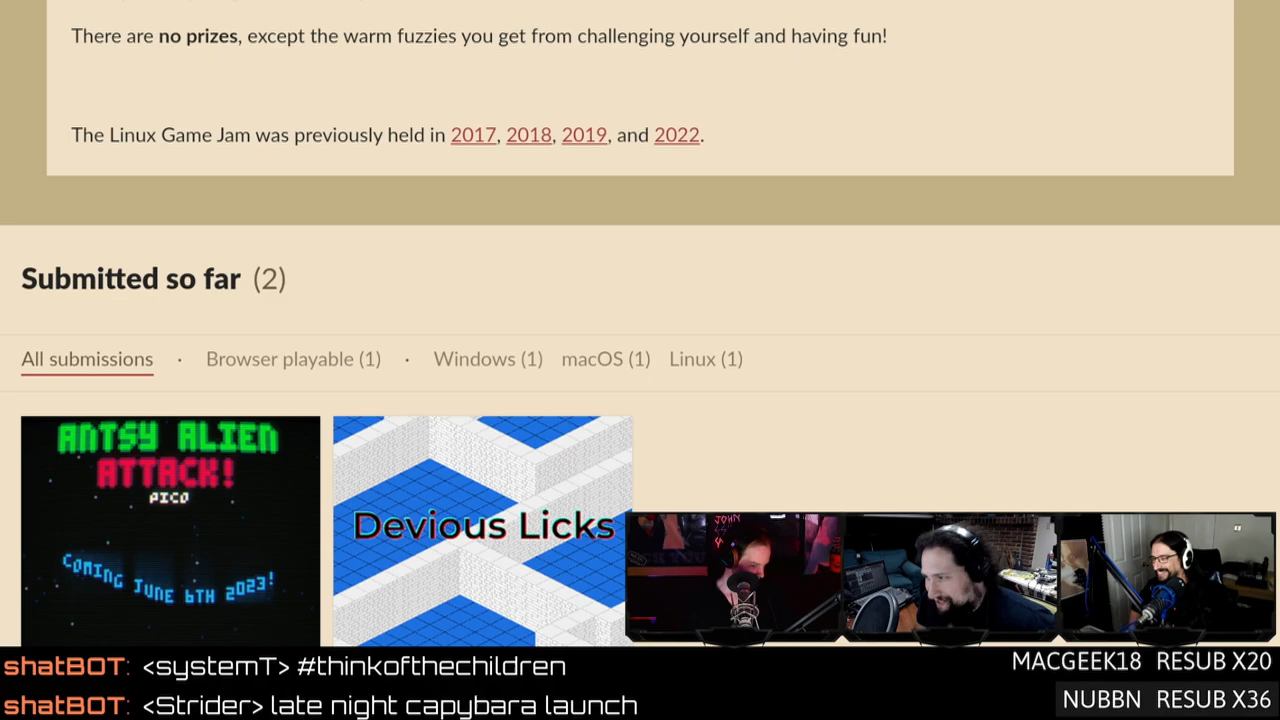 There are no prizes, except the warm fuzzies you get from challenging yourself and having fun!
The Linux Game Jam was previously held in 2017, 2018, 2019, and 2022.
Submitted so far (2)
All submissions · Browser playable (1) · Windows (1) macOS (1) Linux (1)
ANTSY ALIEN
ATTACK!
PICO
COMING JUNE 6TH 2023!
Devious Licks
JOHN
shatBOT: <systemT> #thinkofthechildren
shatBOT: <Strider> late night capybara launch
MACGEEK18 RESUB X20
NUBBN RESUB X36